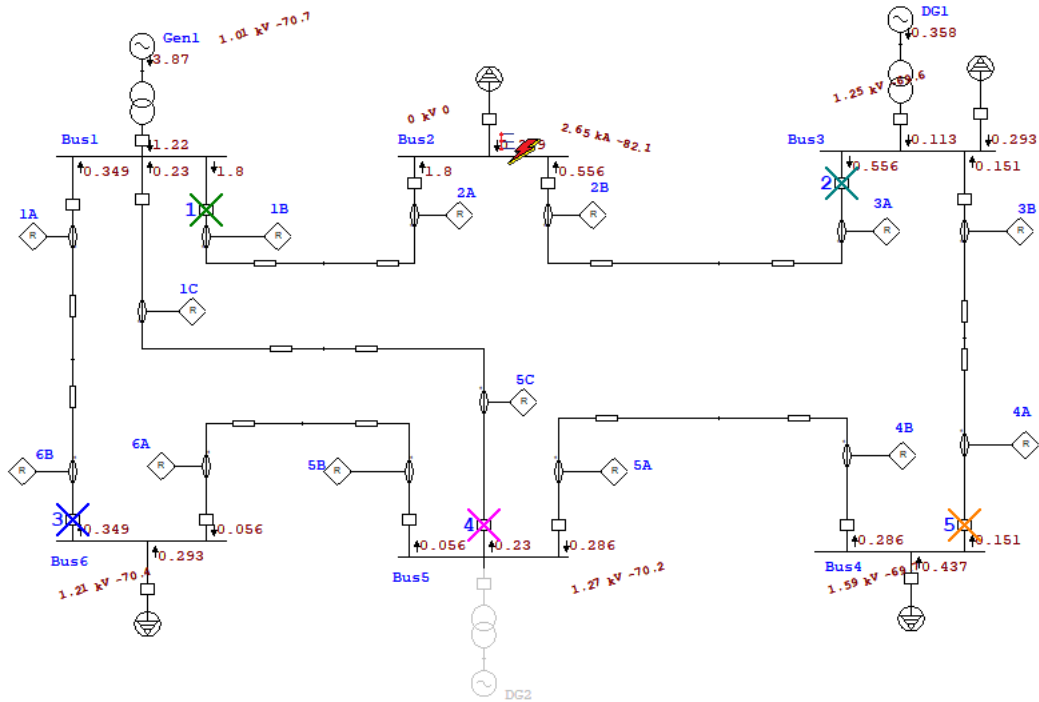 DG1
Gen1
1.01 kV -70.7
0.358
3.87
1.25 kV -69.6
0 kV 0
2.65 kA -82.1
Bus1
1.22
Bus2
Bus3
0.113
0.293
0.349
0.23
1.8
1.8
0.556
0.556
0.151
2
1A
R
1
1B
R
2A
R
2B
R
3A
R
3B
R
1C
R
5C
R
6B
R
6A
R
5B
R
5A
R
4B
R
4A
R
3
0.349
0.056
4
5
Bus6
0.293
0.056
0.23
0.286
0.286
0.151
1.21 kV -70.4
Bus5
1.27 kV -70.2
Bus4
0.437
DG2